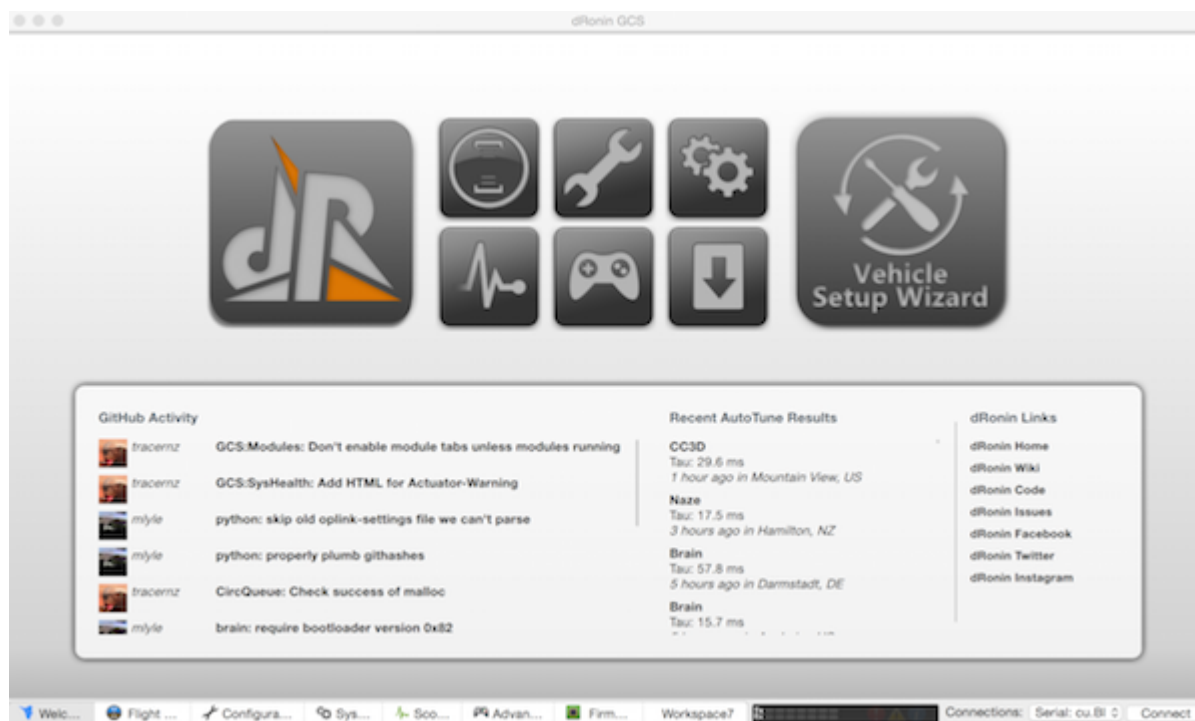 dRonin GCS
dR
Vehicle
Setup Wizard
GitHub Activity
tracernz GCS:Modules: Don't enable module tabs unless modules running
tracernz GCS:SysHealth: Add HTML for Actuator-Warning
mlyle python: skip old oplink-settings file we can't parse
mlyle python: properly plumb githashes
tracernz CircQueue: Check success of malloc
mlyle brain: require bootloader version 0x82
Recent AutoTune Results
CC3D
Tau: 29.6 ms
1 hour ago in Mountain View, US
Naze
Tau: 17.5 ms
3 hours ago in Hamilton, NZ
Brain
Tau: 57.8 ms
5 hours ago in Darmstadt, DE
Brain
Tau: 15.7 ms
dRonin Links
dRonin Home
dRonin Wiki
dRonin Code
dRonin Issues
dRonin Facebook
dRonin Twitter
dRonin Instagram
Welc... Flight ... Configura... Sys... Sco... Advan... Firm... Workspace7 Connections: Serial: cu.Bl Connect